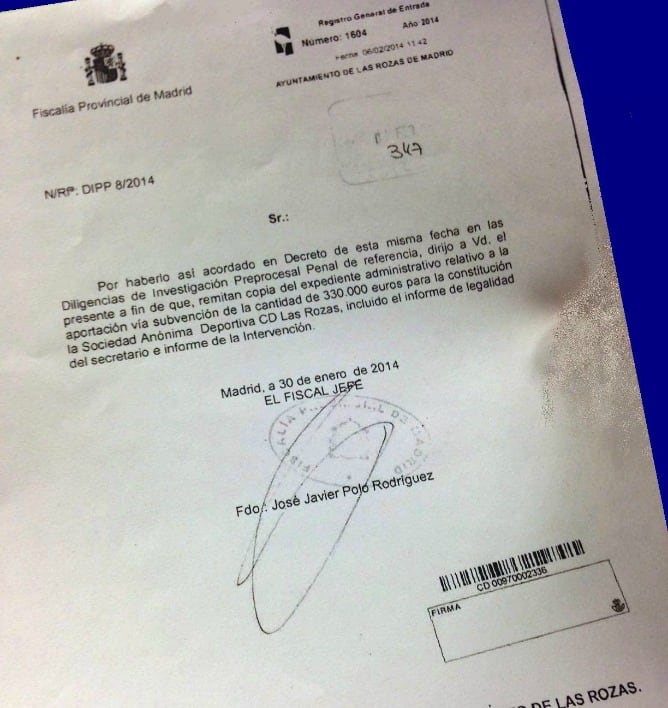 Registro General de Entrada
Número: 1604 Año 2014
Fecha 06/02/2014 11:42
AYUNTAMIENTO DE LAS ROZAS DE MADRID
Fiscalía Provincial de Madrid
347
N/Rf: DIPP 8/2014
Sr.:
Por haberlo así acordado en Decreto de esta misma fecha en las
Diligencias de Investigación Preprocesal Penal de referencia, dirijo a Vd. el
presente a fin de que, remitan copia del expediente administrativo relativo a la
aportación vía subvención de la cantidad de 330.000 euros para la constitución
la Sociedad Anónima Deportiva CD Las Rozas, incluido el informe de legalidad
del secretario e informe de la Intervención.
Madrid, a 30 de enero de 2014
EL FISCAL JEFE
FISCALIA PROVINCIAL DE MADRID
Fdo.: José Javier Polo Rodríguez
CD 00970002336
FIRMA
DE LAS ROZAS.